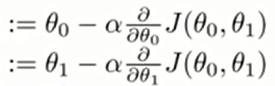 := θ₀ − α ∂/∂θ₀ J(θ₀, θ₁)
:= θ₁ − α ∂/∂θ₁ J(θ₀, θ₁)